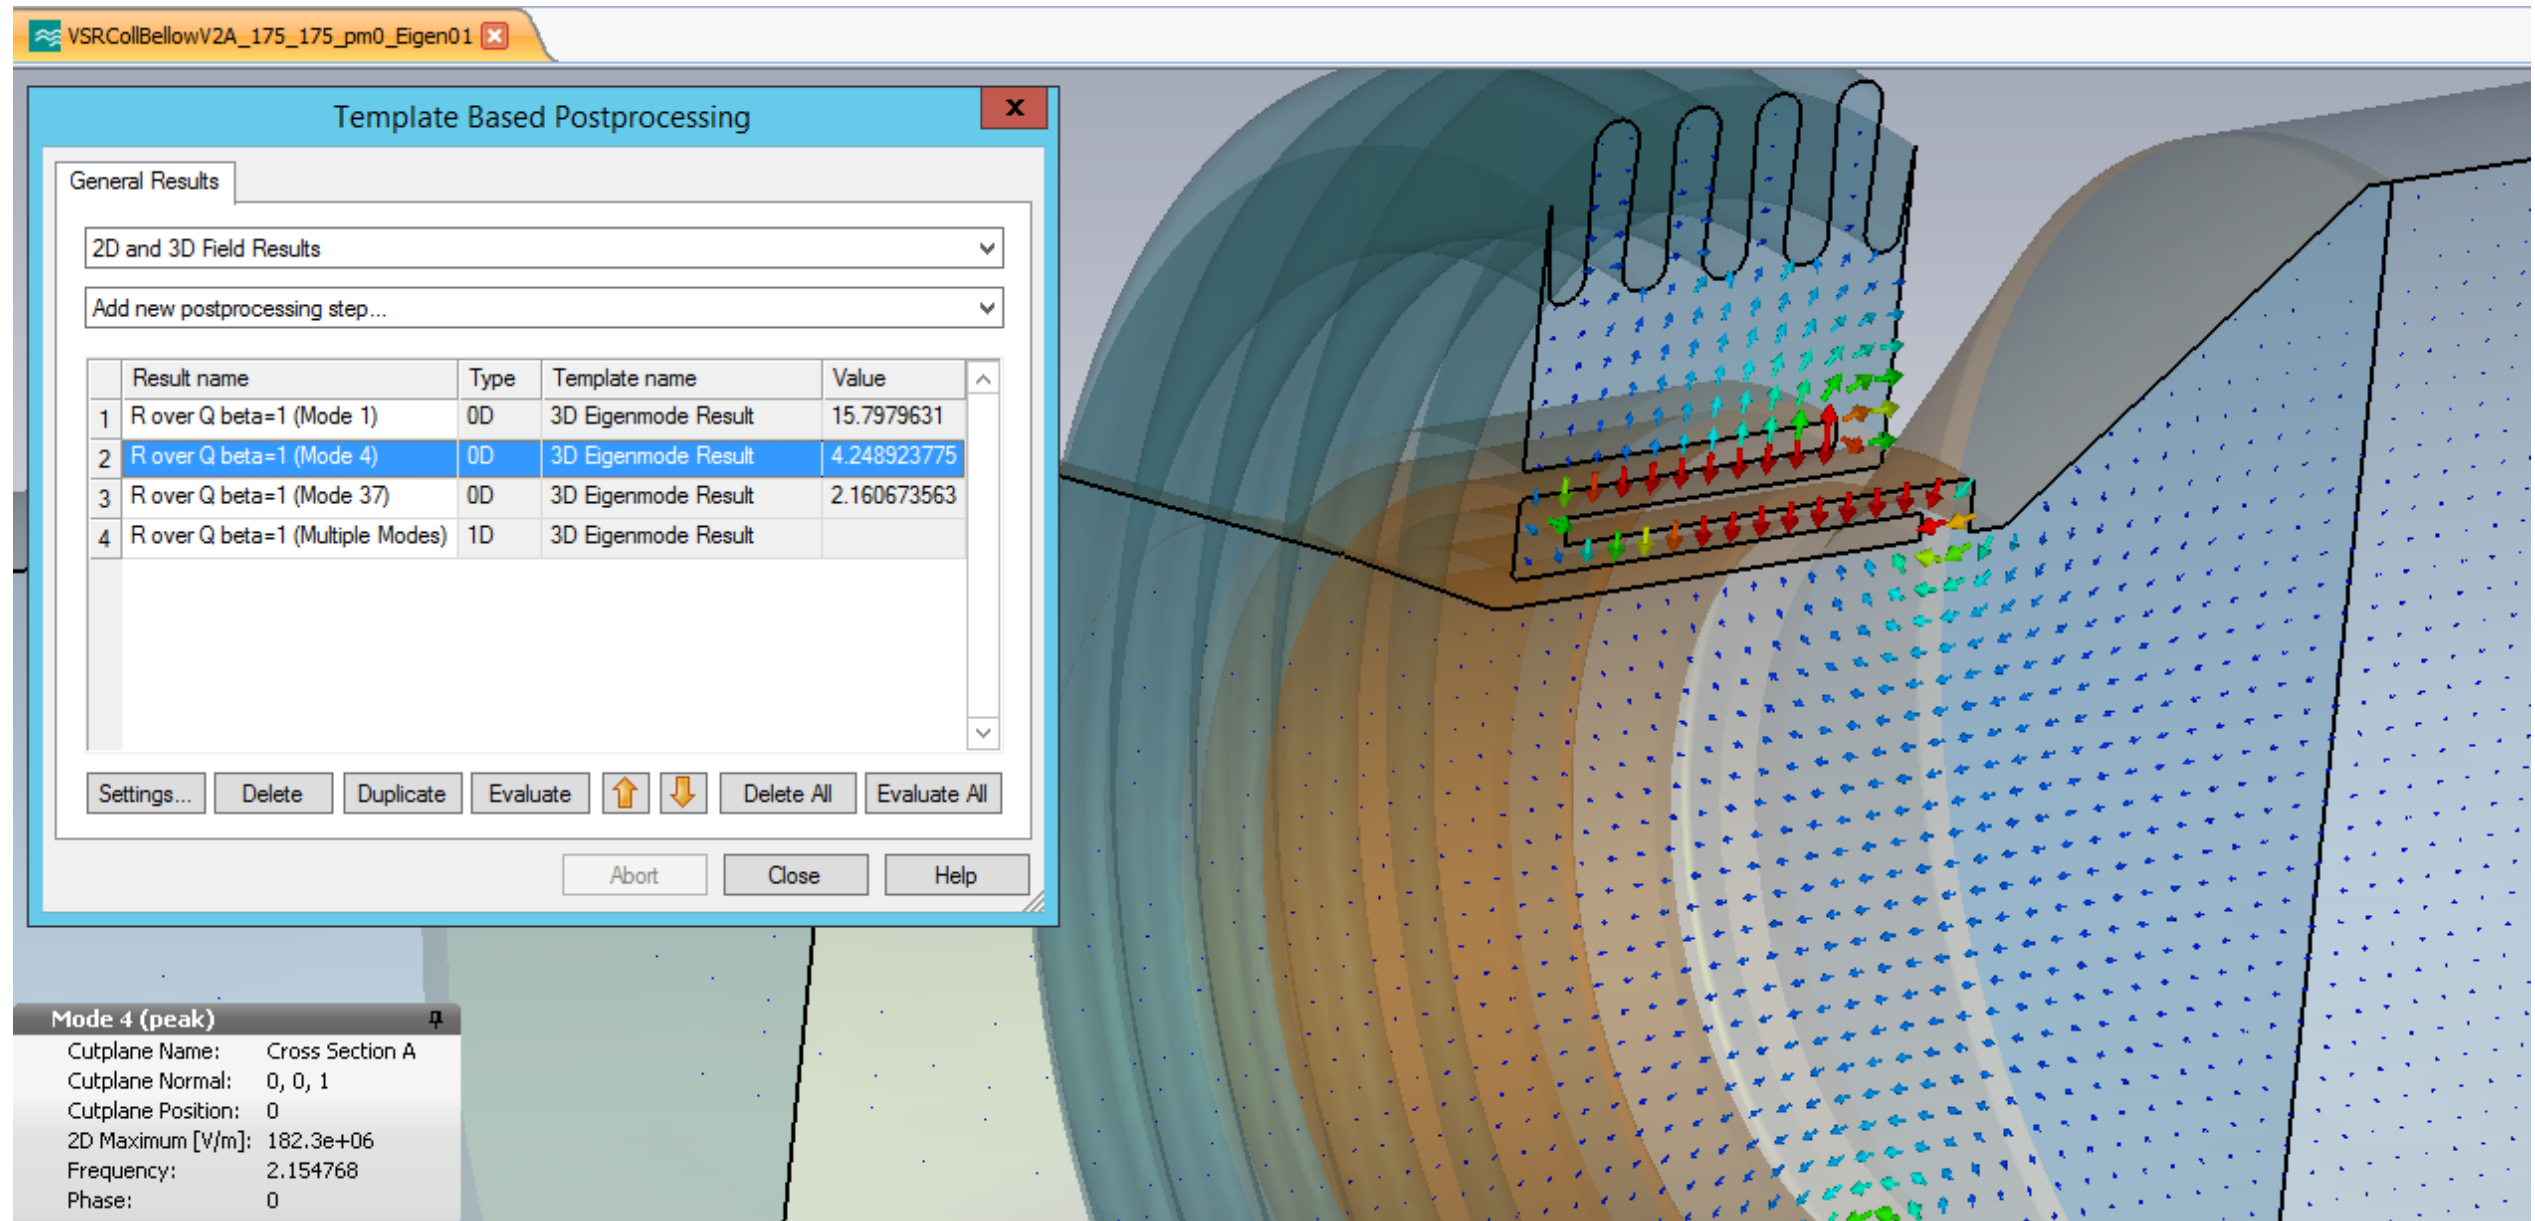 VSRCollBellowV2A_175_175_pm0_Eigen01
Template Based Postprocessing
General Results
2D and 3D Field Results
Add new postprocessing step...
Result name Type Template name Value
1 R over Q beta=1 (Mode 1) 0D 3D Eigenmode Result 15.7979631
2 R over Q beta=1 (Mode 4) 0D 3D Eigenmode Result 4.248923775
3 R over Q beta=1 (Mode 37) 0D 3D Eigenmode Result 2.160673563
4 R over Q beta=1 (Multiple Modes) 1D 3D Eigenmode Result
Settings... Delete Duplicate Evaluate Delete All Evaluate All
Abort Close Help
Mode 4 (peak)
Cutplane Name: Cross Section A
Cutplane Normal: 0, 0, 1
Cutplane Position: 0
2D Maximum [V/m]: 182.3e+06
Frequency: 2.154768
Phase: 0